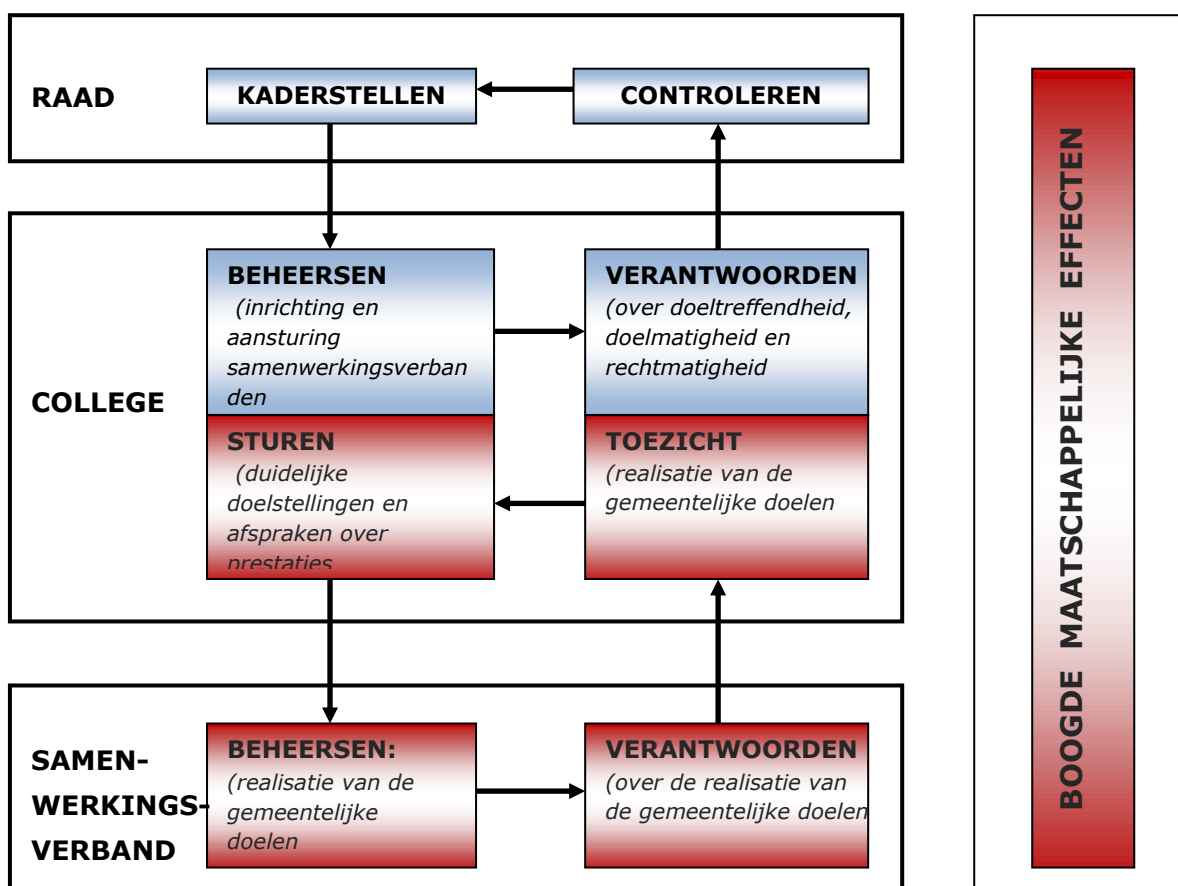 RAAD
KADERSTELLEN
CONTROLEREN
COLLEGE
BEHEERSEN
(inrichting en
aansturing
samenwerkingsverban
den
VERANTWOORDEN
(over doeltreffendheid,
doelmatigheid en
rechtmatigheid
STUREN
(duidelijke
doelstellingen en
afspraken over
prestaties
TOEZICHT
(realisatie van de
gemeentelijke doelen
SAMEN-
WERKINGS-
VERBAND
BEHEERSEN:
(realisatie van de
gemeentelijke
doelen
VERANTWOORDEN
(over de realisatie van
de gemeentelijke doelen
BOOGDE MAATSCHAPPELIJKE EFFECTEN